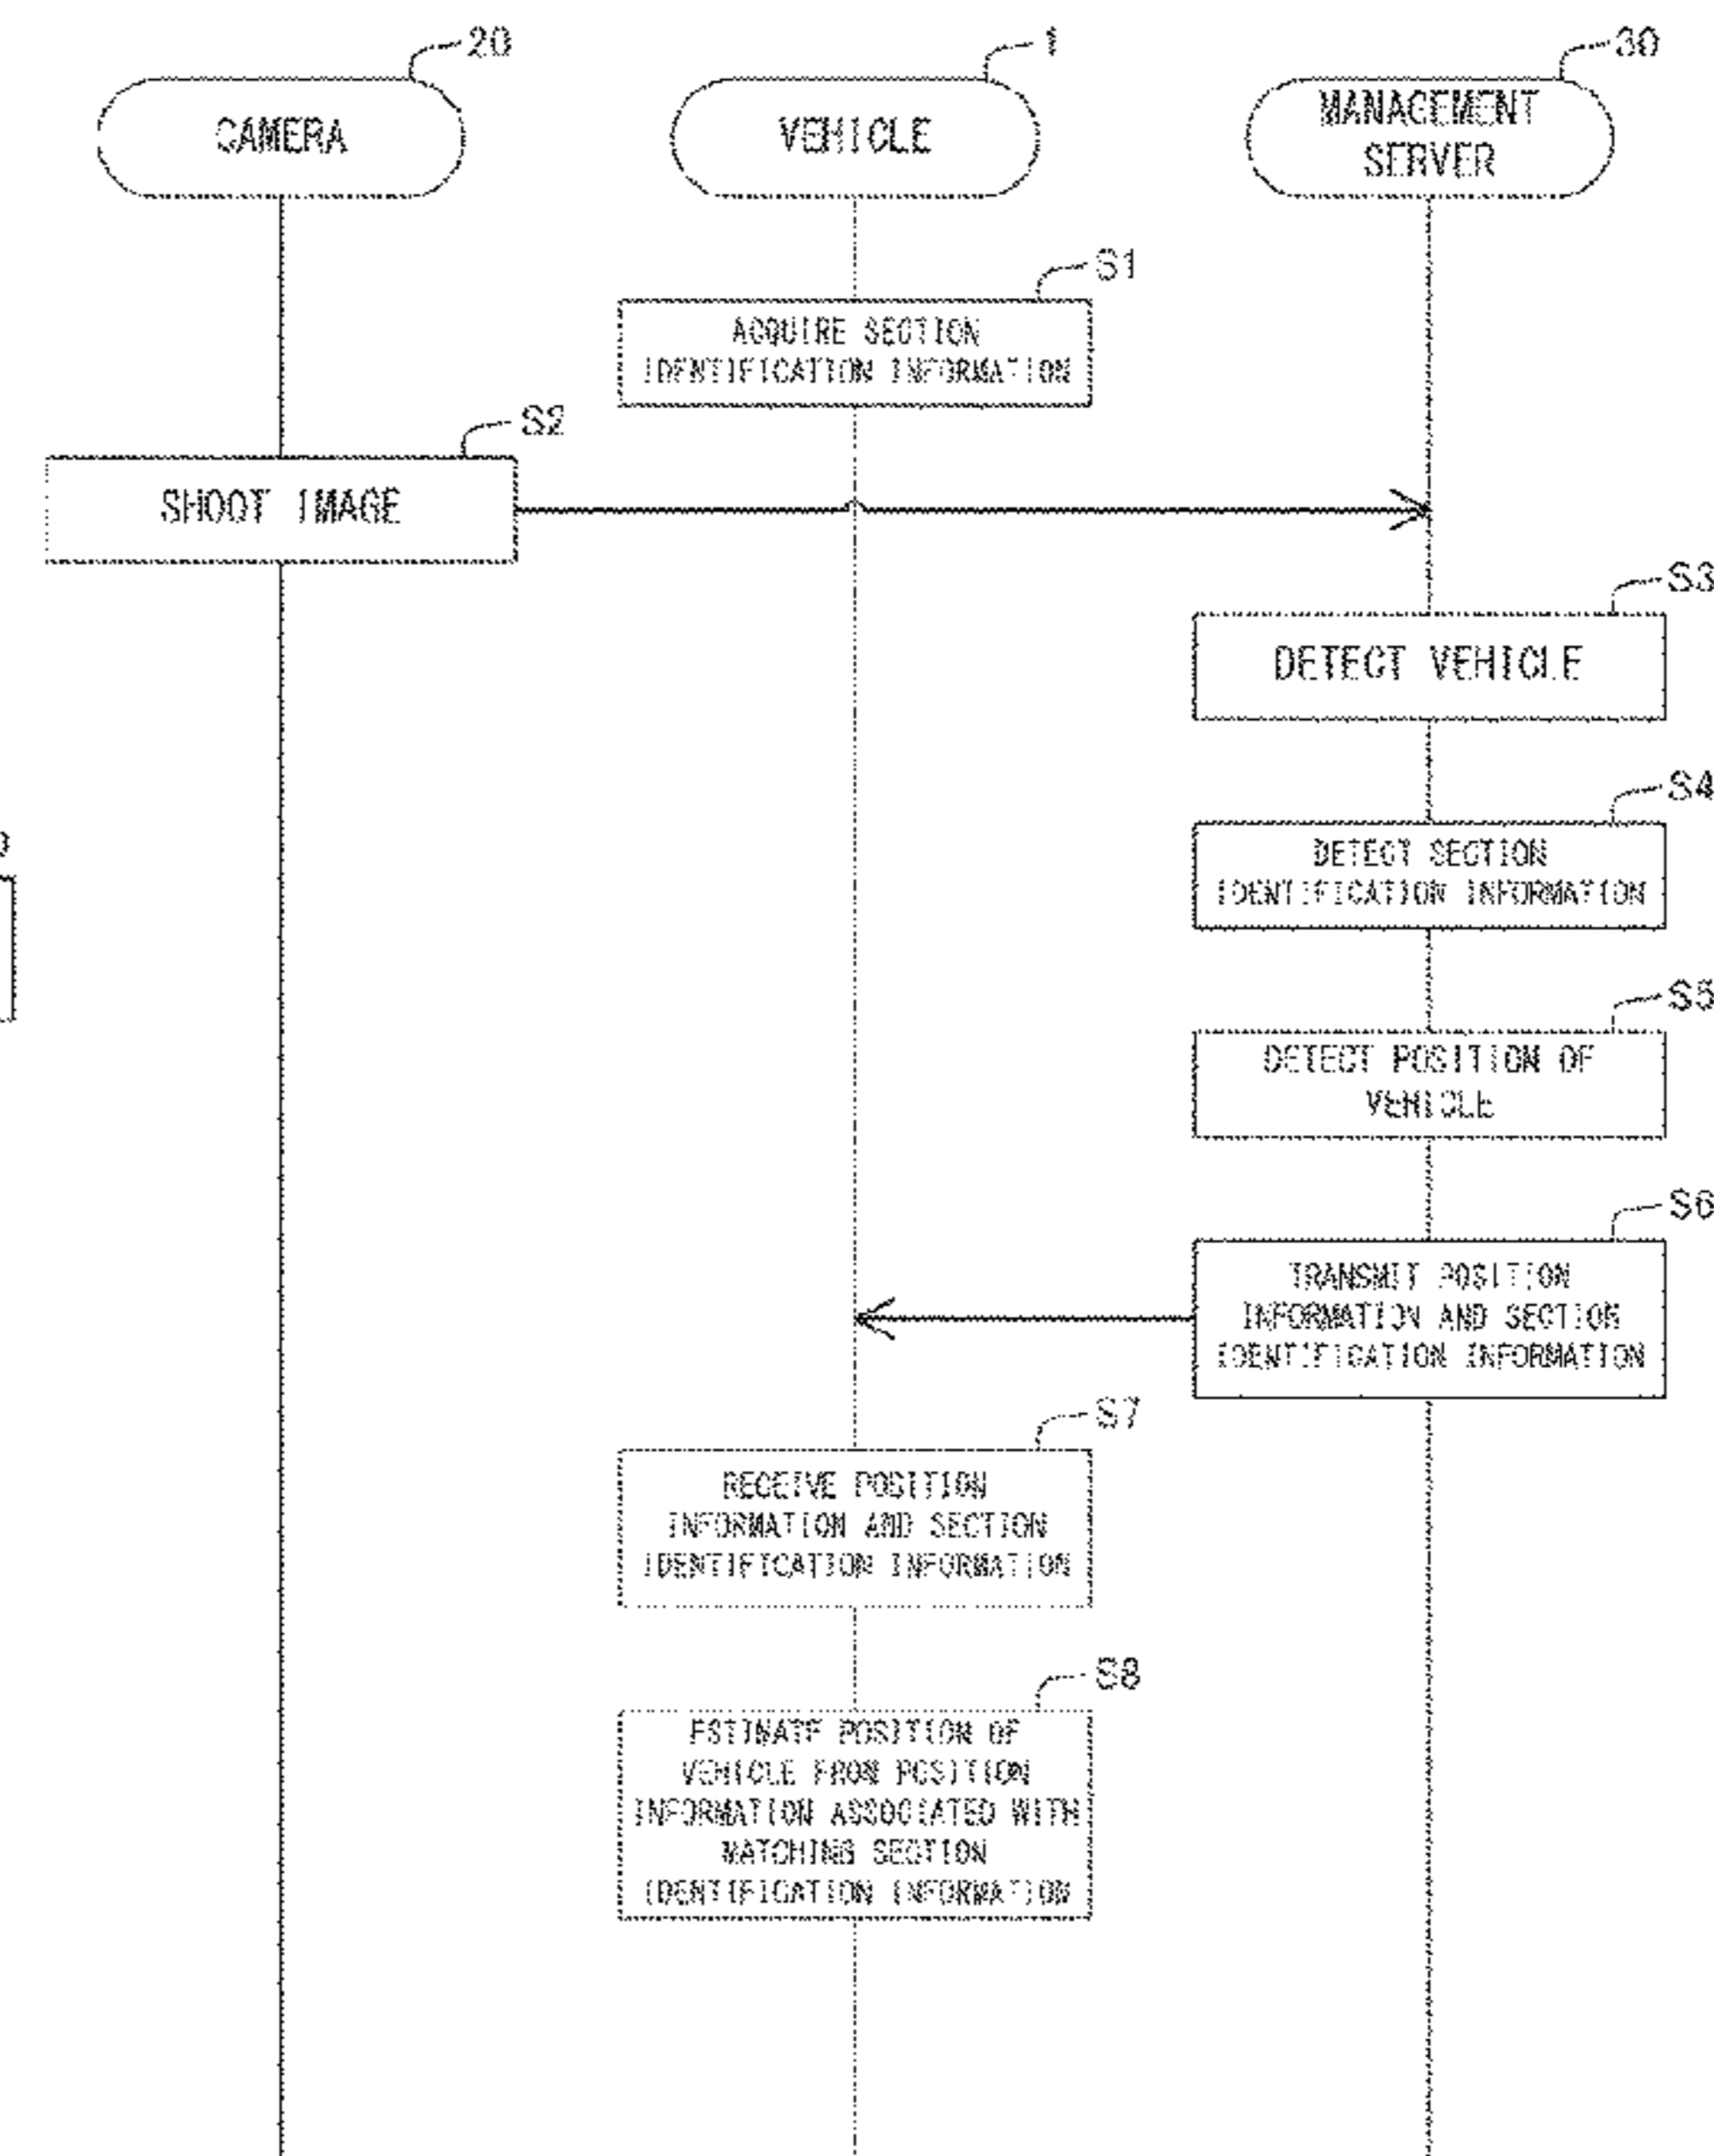 20
1
30
CAMERA
VEHICLE
MANAGEMENT
SERVER
S1
ACQUIRE SECTION
IDENTIFICATION INFORMATION
S2
SHOOT IMAGE
S3
DETECT VEHICLE
S4
DETECT SECTION
IDENTIFICATION INFORMATION
S5
DETECT POSITION OF
VEHICLE
S6
TRANSMIT POSITION
INFORMATION AND SECTION
IDENTIFICATION INFORMATION
S7
RECEIVE POSITION
INFORMATION AND SECTION
IDENTIFICATION INFORMATION
S8
ESTIMATE POSITION OF
VEHICLE FROM POSITION
INFORMATION ASSOCIATED WITH
MATCHING SECTION
IDENTIFICATION INFORMATION